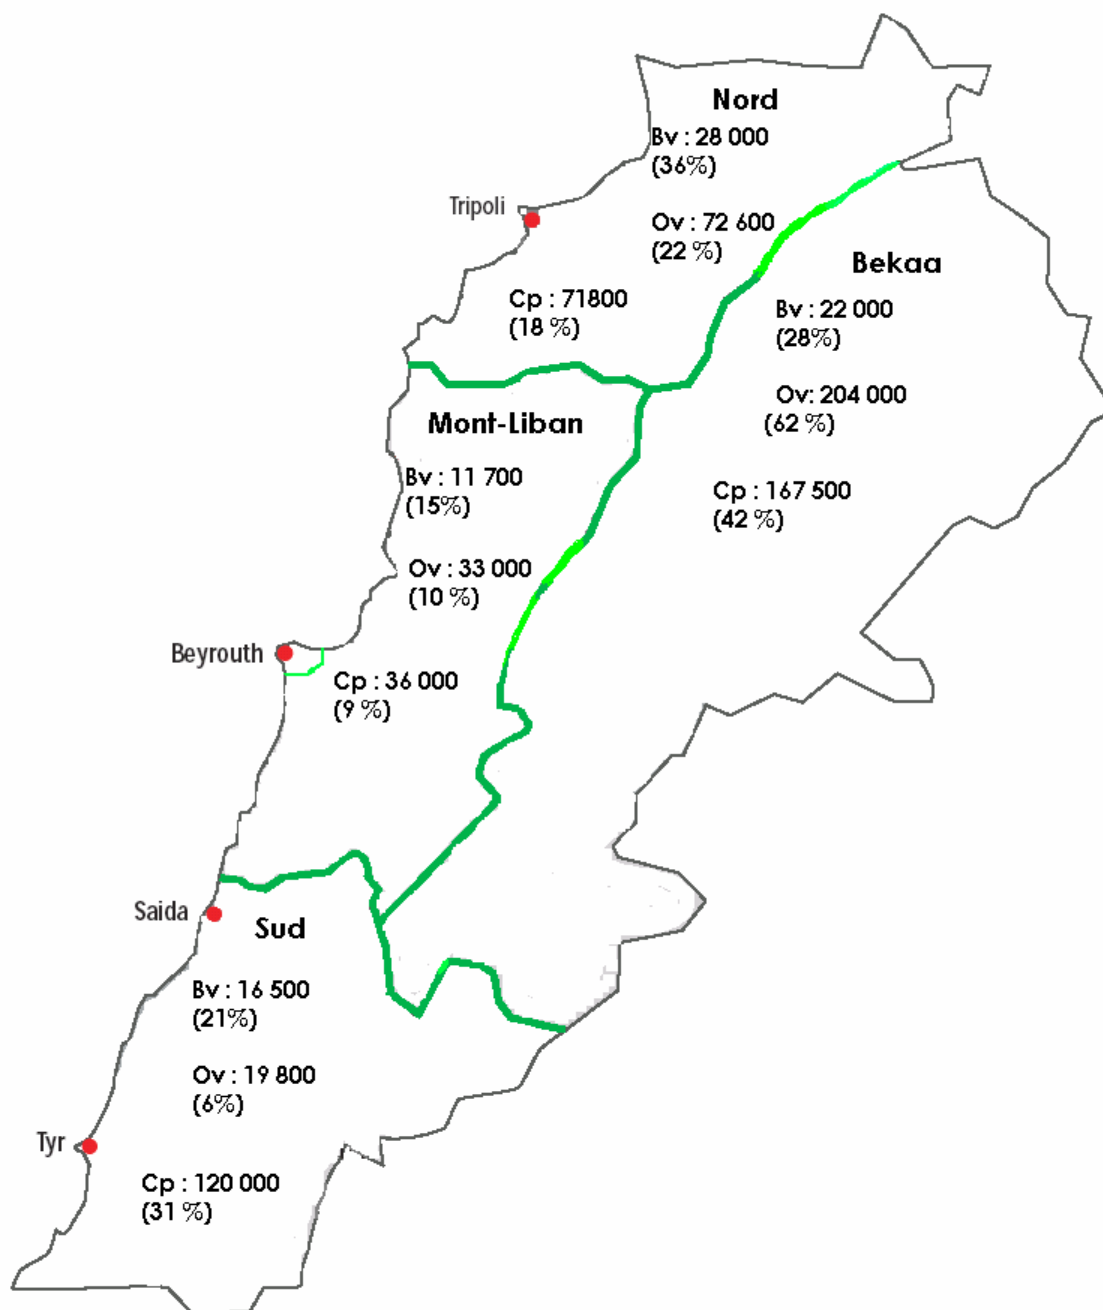 Nord
Bv : 28 000
(36%)
Tripoli
Ov : 72 600
(22 %)
Cp : 71800
(18 %)
Bekaa
Bv : 22 000
(28%)
Ov: 204 000
(62 %)
Cp : 167 500
(42 %)
Mont-Liban
Bv : 11 700
(15%)
Ov : 33 000
(10 %)
Beyrouth
Cp : 36 000
(9 %)
Saida
Sud
Bv : 16 500
(21%)
Ov : 19 800
(6%)
Tyr
Cp : 120 000
(31 %)